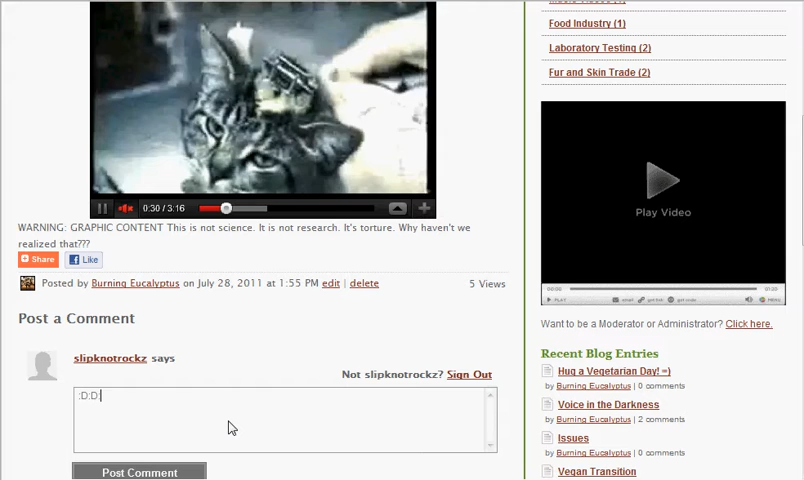 Food Industry (1)
Laboratory Testing (2)
Fur and Skin Trade (2)
0:30 / 3:16
WARNING: GRAPHIC CONTENT This is not science. It is not research. It's torture. Why haven't we
realized that???
Share
Like
Posted by Burning Eucalyptus on July 28, 2011 at 1:55 PM edit | delete
5 Views
Post a Comment
slipknotrockz says
Not slipknotrockz? Sign Out
:D:D:
Post Comment
Play Video
PLAY
email
MENU
Want to be a Moderator or Administrator? Click here.
Recent Blog Entries
Hug a Vegetarian Day! =)
by Burning Eucalyptus | 0 comments
Voice in the Darkness
by Burning Eucalyptus | 2 comments
Issues
by Burning Eucalyptus | 0 comments
Vegan Transition